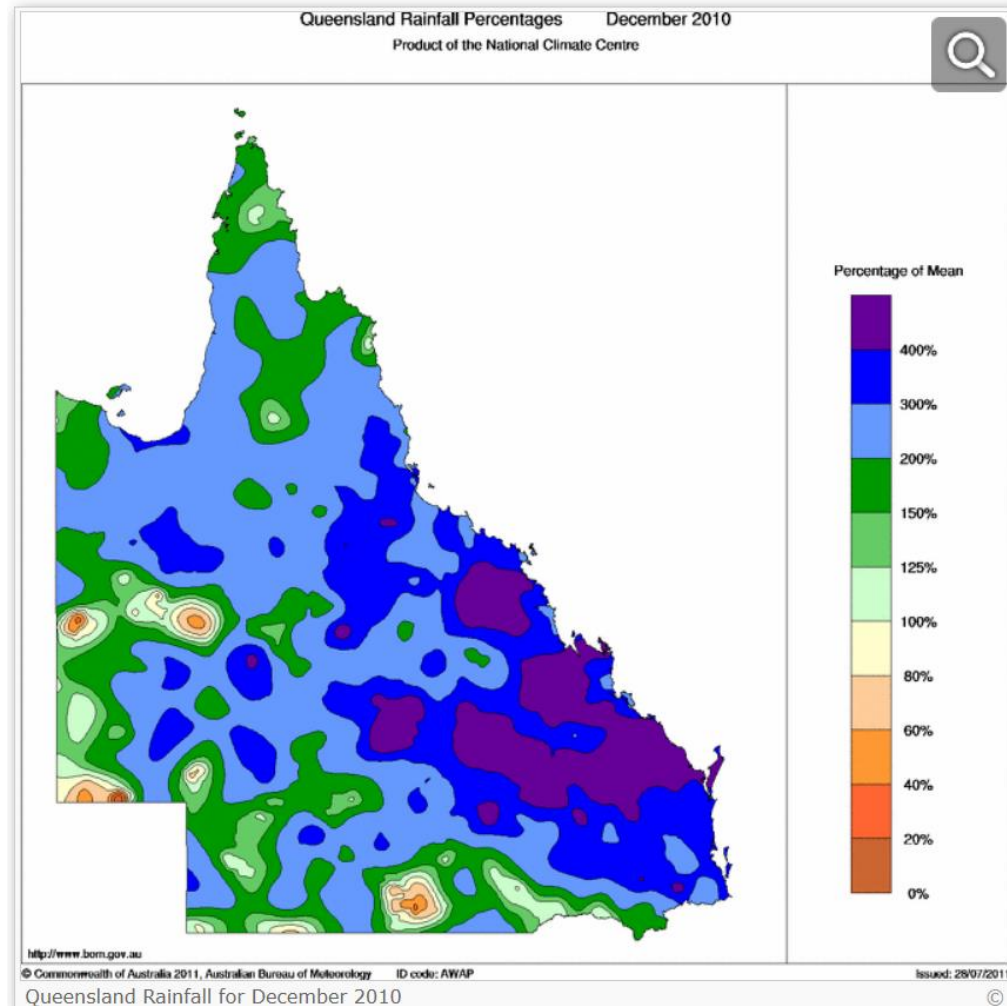 Queensland Rainfall Percentages December 2010
Product of the National Climate Centre
Percentage of Mean
400%
300%
200%
150%
125%
100%
80%
60%
40%
20%
0%
http://www.bom.gov.au
© Commonwealth of Australia 2011, Australian Bureau of Meteorology ID code: AWAP Issued: 28/07/2011
Queensland Rainfall for December 2010 ©